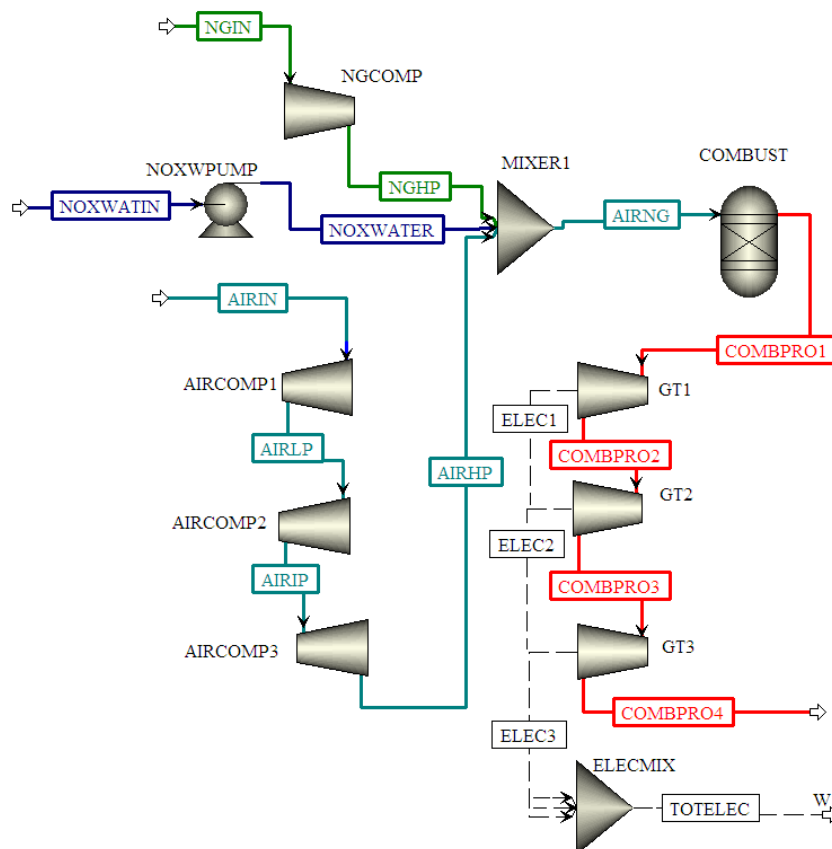 NGIN
NGCOMP
MIXER1
COMBUST
NOXWPUMP
NGHP
NOXWATIN
NOXWATER
AIRNG
AIRIN
COMBPRO1
AIRCOMP1
GT1
ELEC1
AIRLP
COMBPRO2
AIRHP
GT2
AIRCOMP2
ELEC2
AIRIP
COMBPRO3
AIRCOMP3
GT3
COMBPRO4
ELEC3
ELECMIX
TOTELEC
W